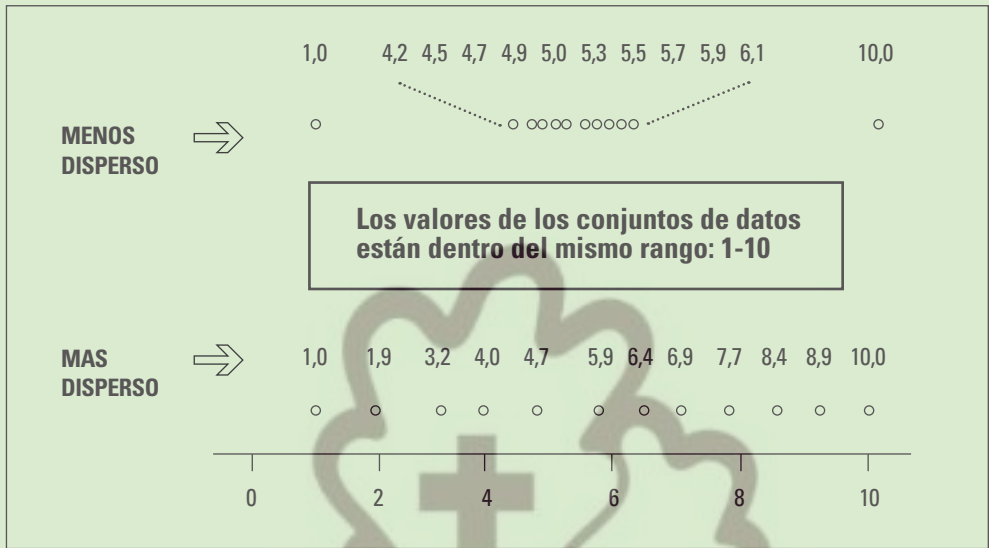 1,0 4,2 4,5 4,7 4,9 5,0 5,3 5,5 5,7 5,9 6,1 10,0
MENOS
DISPERSO
Los valores de los conjuntos de datos
están dentro del mismo rango: 1-10
MAS
DISPERSO
1,0 1,9 3,2 4,0 4,7 5,9 6,4 6,9 7,7 8,4 8,9 10,0
0 2 4 6 8 10